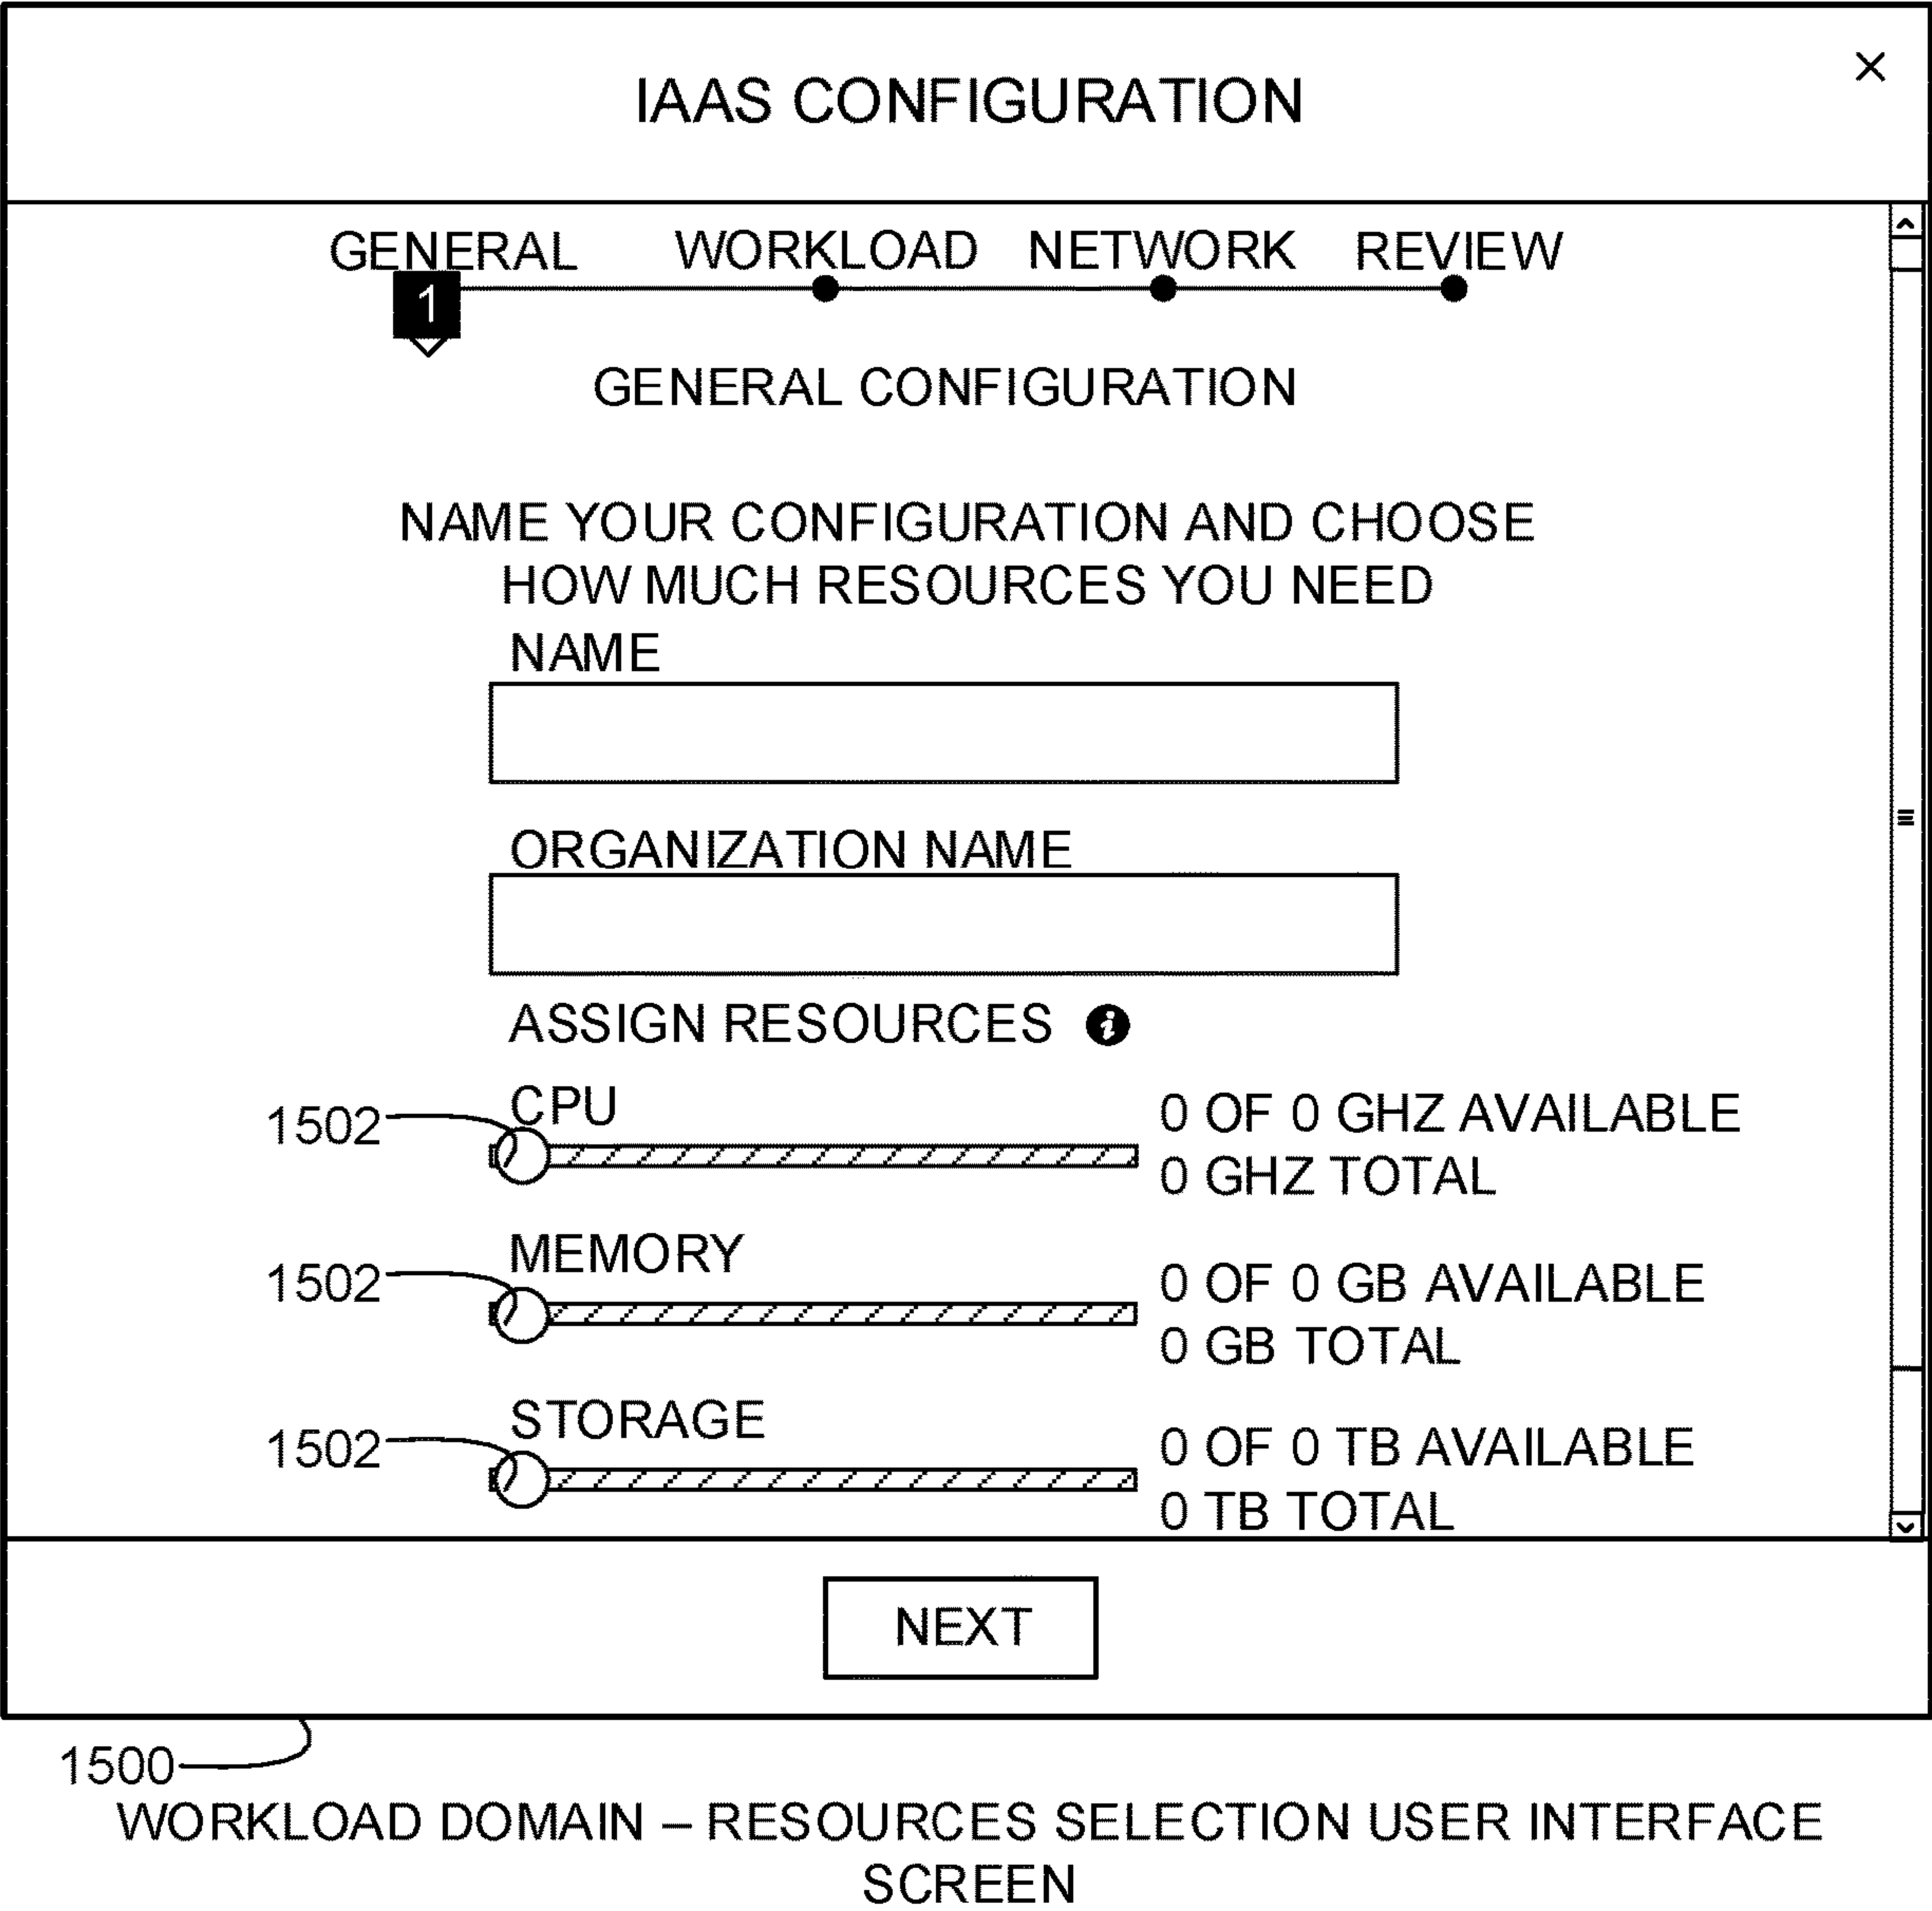 IAAS CONFIGURATION
×
GENERAL WORKLOAD NETWORK REVIEW
1
GENERAL CONFIGURATION
NAME YOUR CONFIGURATION AND CHOOSE
HOW MUCH RESOURCES YOU NEED
NAME
ORGANIZATION NAME
ASSIGN RESOURCES i
1502 CPU 0 OF 0 GHZ AVAILABLE
0 GHZ TOTAL
1502 MEMORY 0 OF 0 GB AVAILABLE
0 GB TOTAL
1502 STORAGE 0 OF 0 TB AVAILABLE
0 TB TOTAL
NEXT
1500
WORKLOAD DOMAIN – RESOURCES SELECTION USER INTERFACE
SCREEN